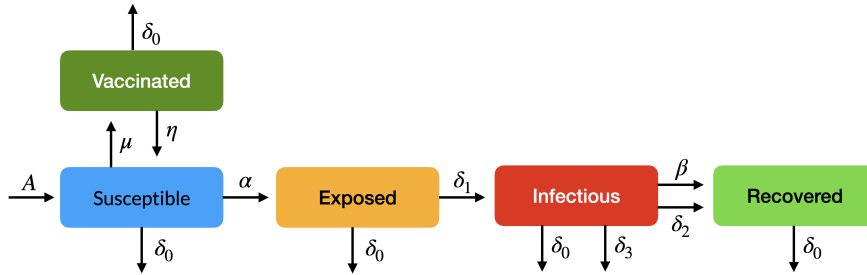 δ₀
Vaccinated
μ
η
A
Susceptible
α
Exposed
δ₁
Infectious
β
δ₂
Recovered
δ₀
δ₀
δ₀
δ₃
δ₀